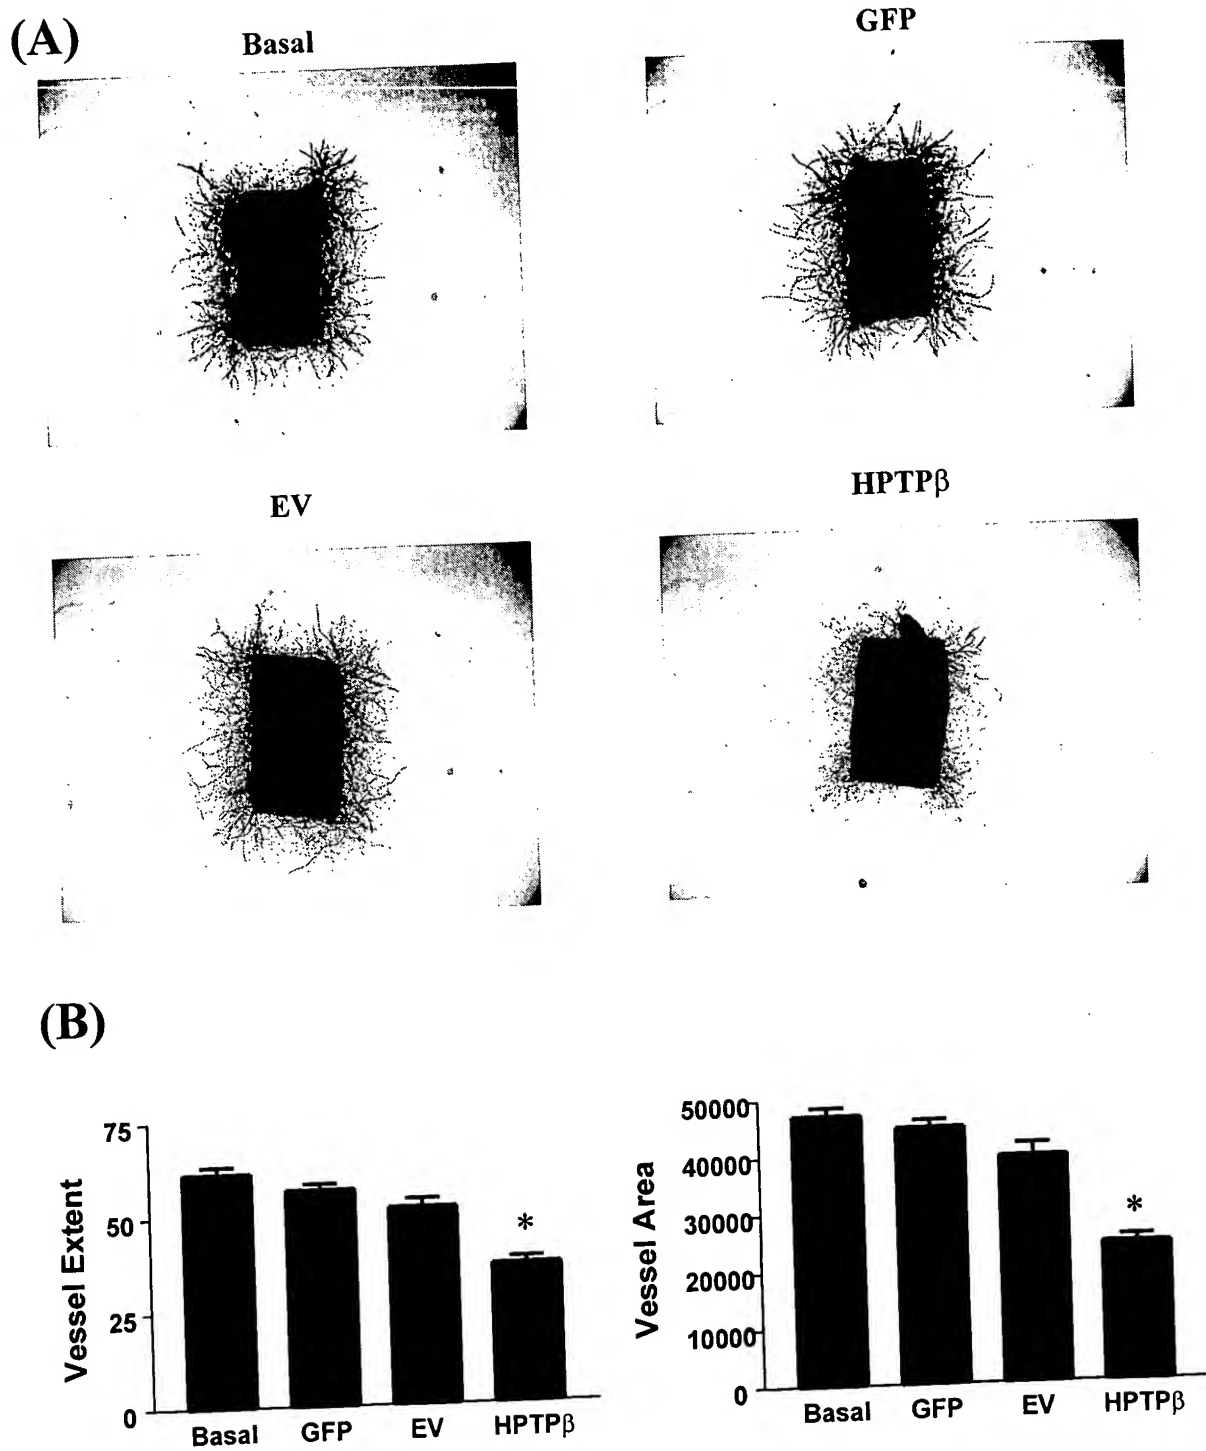 (A)
Basal
GFP
EV
HPTPβ
(B)
Vessel Extent
75
50
25
0
Basal GFP EV HPTPβ
*
Vessel Area
50000
40000
30000
20000
10000
0
Basal GFP EV HPTPβ
*